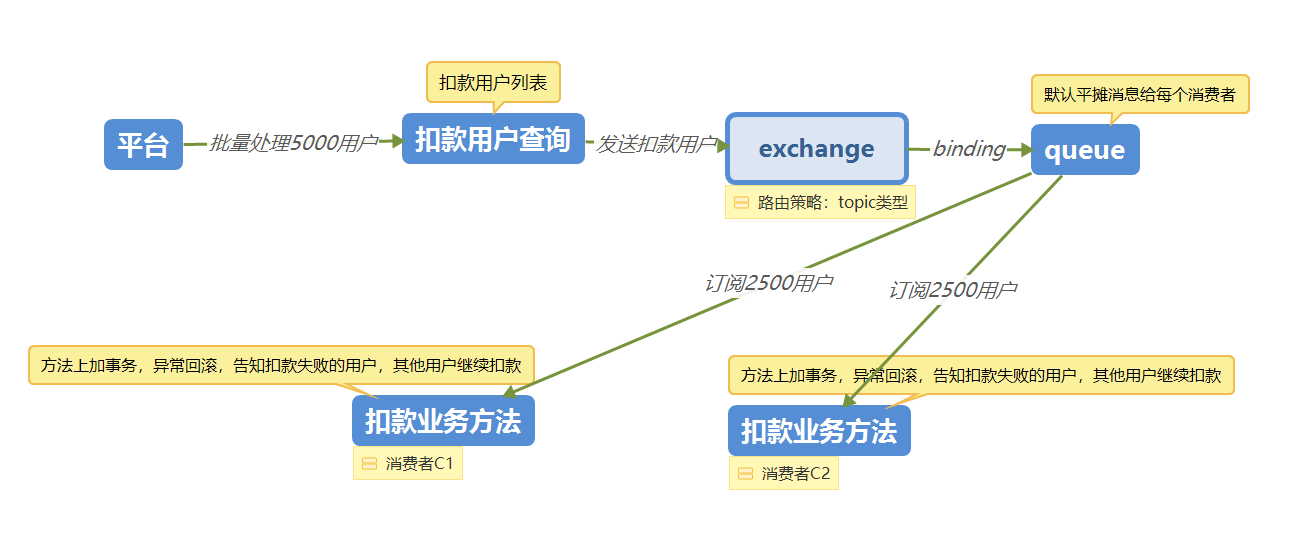 扣款用户列表
默认平摊消息给每个消费者
平台
批量处理5000用户
扣款用户查询
发送扣款用户
exchange
binding
queue
路由策略：topic类型
订阅2500用户
订阅2500用户
方法上加事务，异常回滚，告知扣款失败的用户，其他用户继续扣款
方法上加事务，异常回滚，告知扣款失败的用户，其他用户继续扣款
扣款业务方法
扣款业务方法
消费者C1
消费者C2